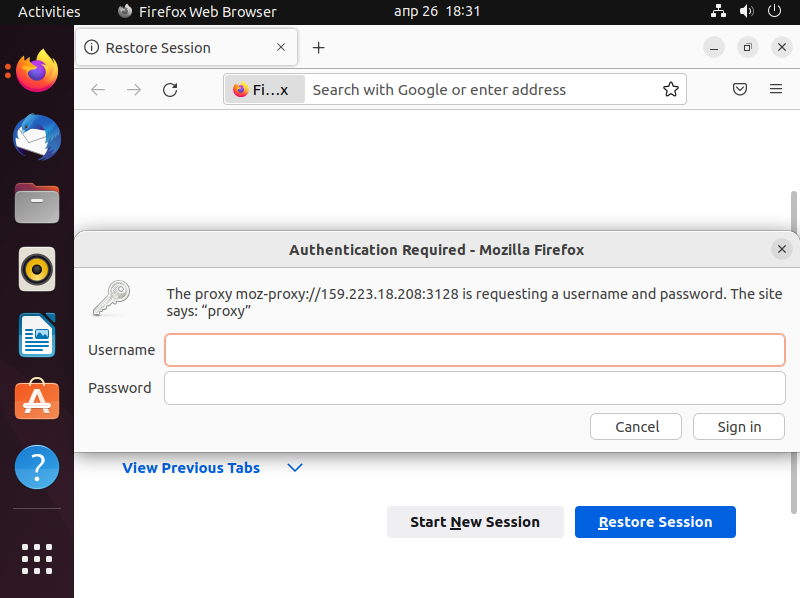 Activities
Firefox Web Browser
апр 26 18:31
Restore Session
Fi...x
Search with Google or enter address
Authentication Required - Mozilla Firefox
The proxy moz-proxy://159.223.18.208:3128 is requesting a username and password. The site
says: “proxy”
Username
Password
Cancel
Sign in
View Previous Tabs
Start New Session
Restore Session